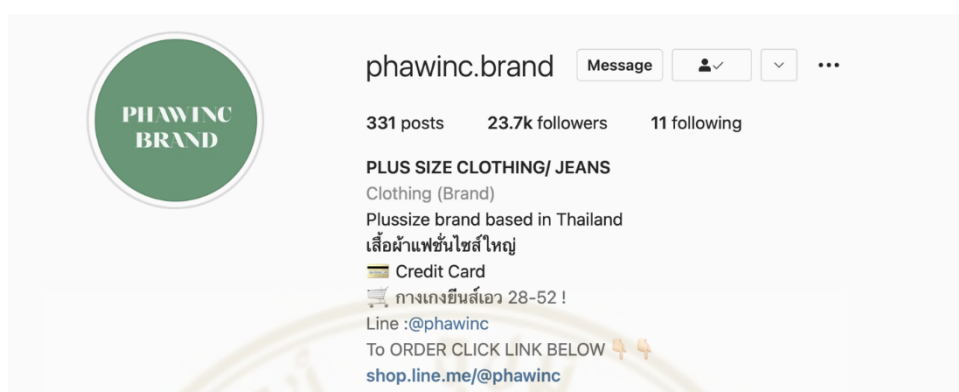 PHAWINC
BRAND
phawinc.brand Message
331 posts 23.7k followers 11 following
PLUS SIZE CLOTHING/ JEANS
Clothing (Brand)
Plussize brand based in Thailand
เสื้อผ้าแฟชั่นไซส์ใหญ่
💳 Credit Card
🛒 กางเกงยีนส์เอว 28-52 !
Line :@phawinc
To ORDER CLICK LINK BELOW 👇🏻 👇🏻
shop.line.me/@phawinc